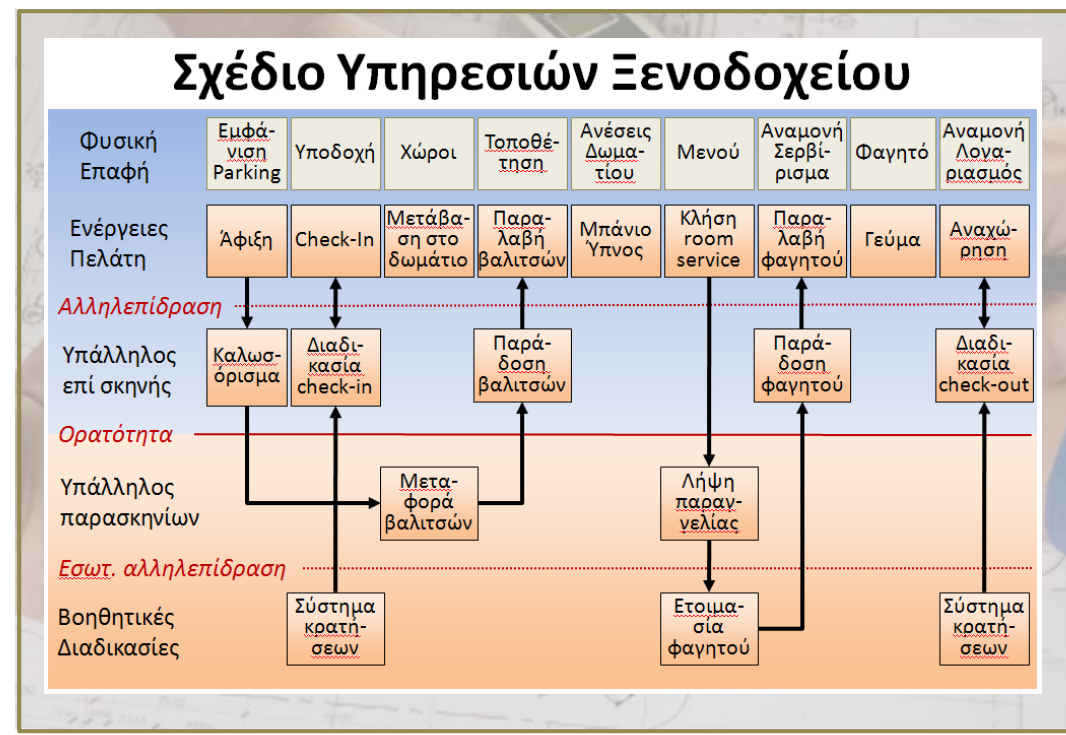 Σχέδιο Υπηρεσιών Ξενοδοχείου
Φυσική
Επαφή
Εμφά-
νιση
Parking
Υποδοχή
Χώροι
Τοποθέ-
τηση
Ανέσεις
Δωμα-
τίου
Μενού
Αναμονή
Σερβί-
ρισμα
Φαγητό
Αναμονή
Λογα-
ριασμός
Ενέργειες
Πελάτη
Άφιξη
Check-In
Μετάβα-
ση στο
δωμάτιο
Παρα-
λαβή
βαλιτσών
Μπάνιο
Ύπνος
Κλήση
room
service
Παρα-
λαβή
φαγητού
Γεύμα
Αναχώ-
ρηση
Αλληλεπίδραση
Υπάλληλος
επί σκηνής
Καλωσ-
όρισμα
Διαδι-
κασία
check-in
Παρά-
δοση
βαλιτσών
Παρά-
δοση
φαγητού
Διαδι-
κασία
check-out
Ορατότητα
Υπάλληλος
παρασκηνίων
Μετα-
φορά
βαλιτσών
Λήψη
παραγ-
γελίας
Εσωτ. αλληλεπίδραση
Βοηθητικές
Διαδικασίες
Σύστημα
κρατή-
σεων
Ετοιμα-
σία
φαγητού
Σύστημα
κρατή-
σεων